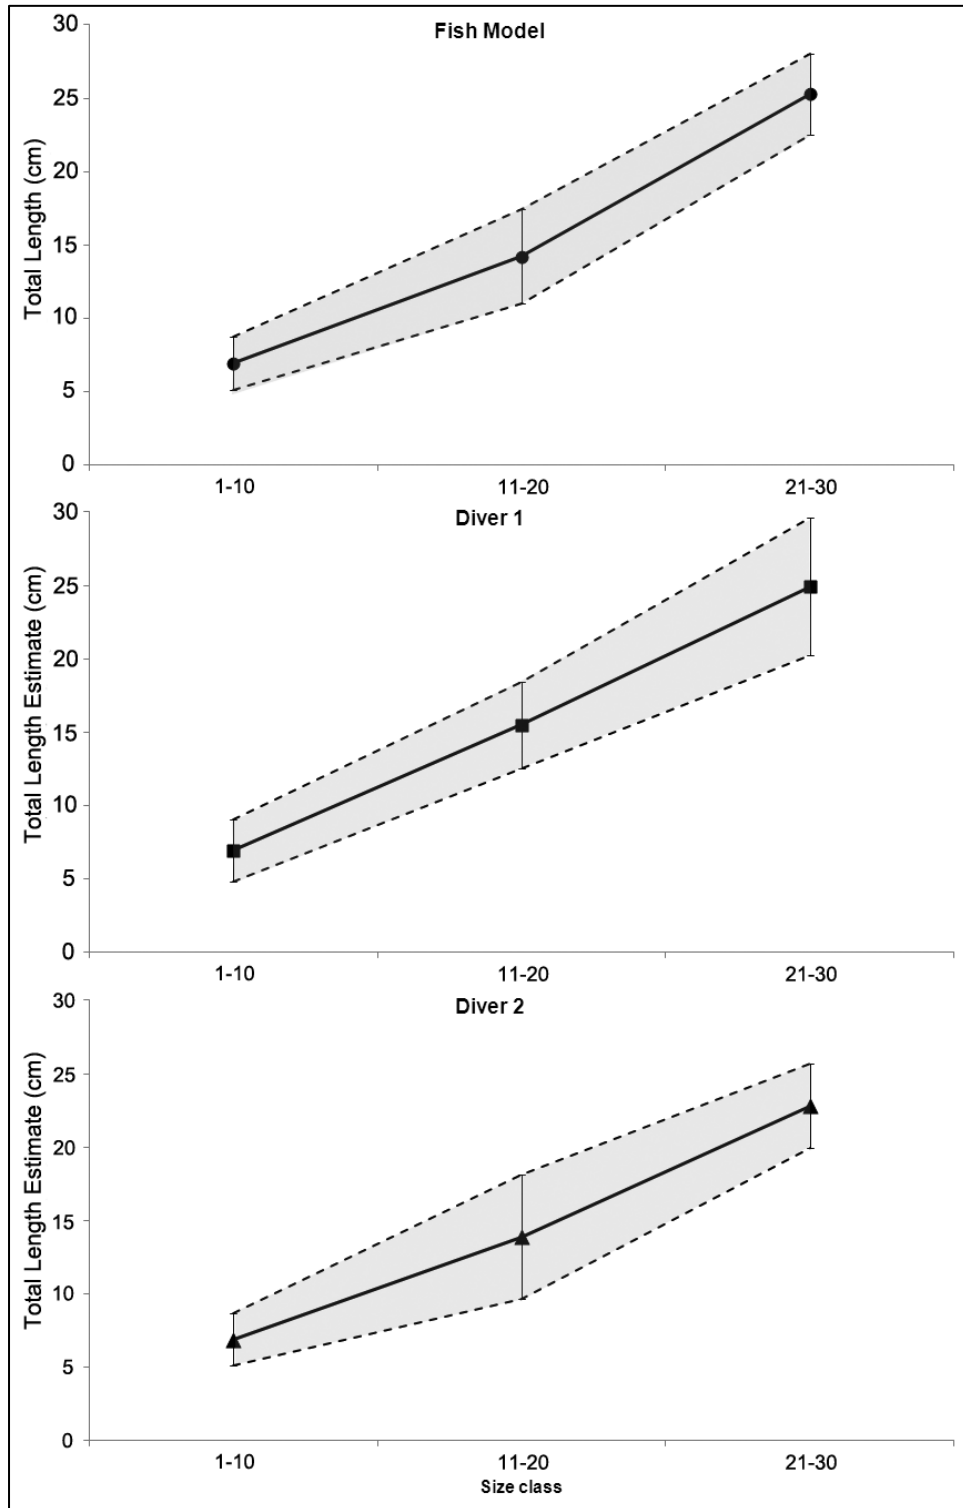 Fish Model
Total Length (cm)
30
25
20
15
10
5
0
1-10 11-20 21-30
Diver 1
Total Length Estimate (cm)
30
25
20
15
10
5
0
1-10 11-20 21-30
Diver 2
Total Length Estimate (cm)
30
25
20
15
10
5
0
1-10 11-20 21-30
Size class